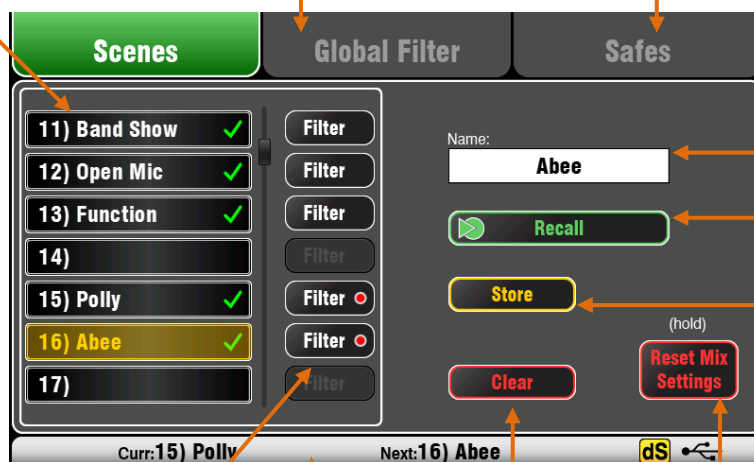 Scenes
Global Filter
Safes
11) Band Show
Filter
12) Open Mic
Filter
13) Function
Filter
14)
Filter
15) Polly
Filter
16) Abee
Filter
17)
Filter
Name:
Abee
Recall
Store
Clear
(hold)
Reset Mix
Settings
Curr:15) Polly
Next:16) Abee
dS